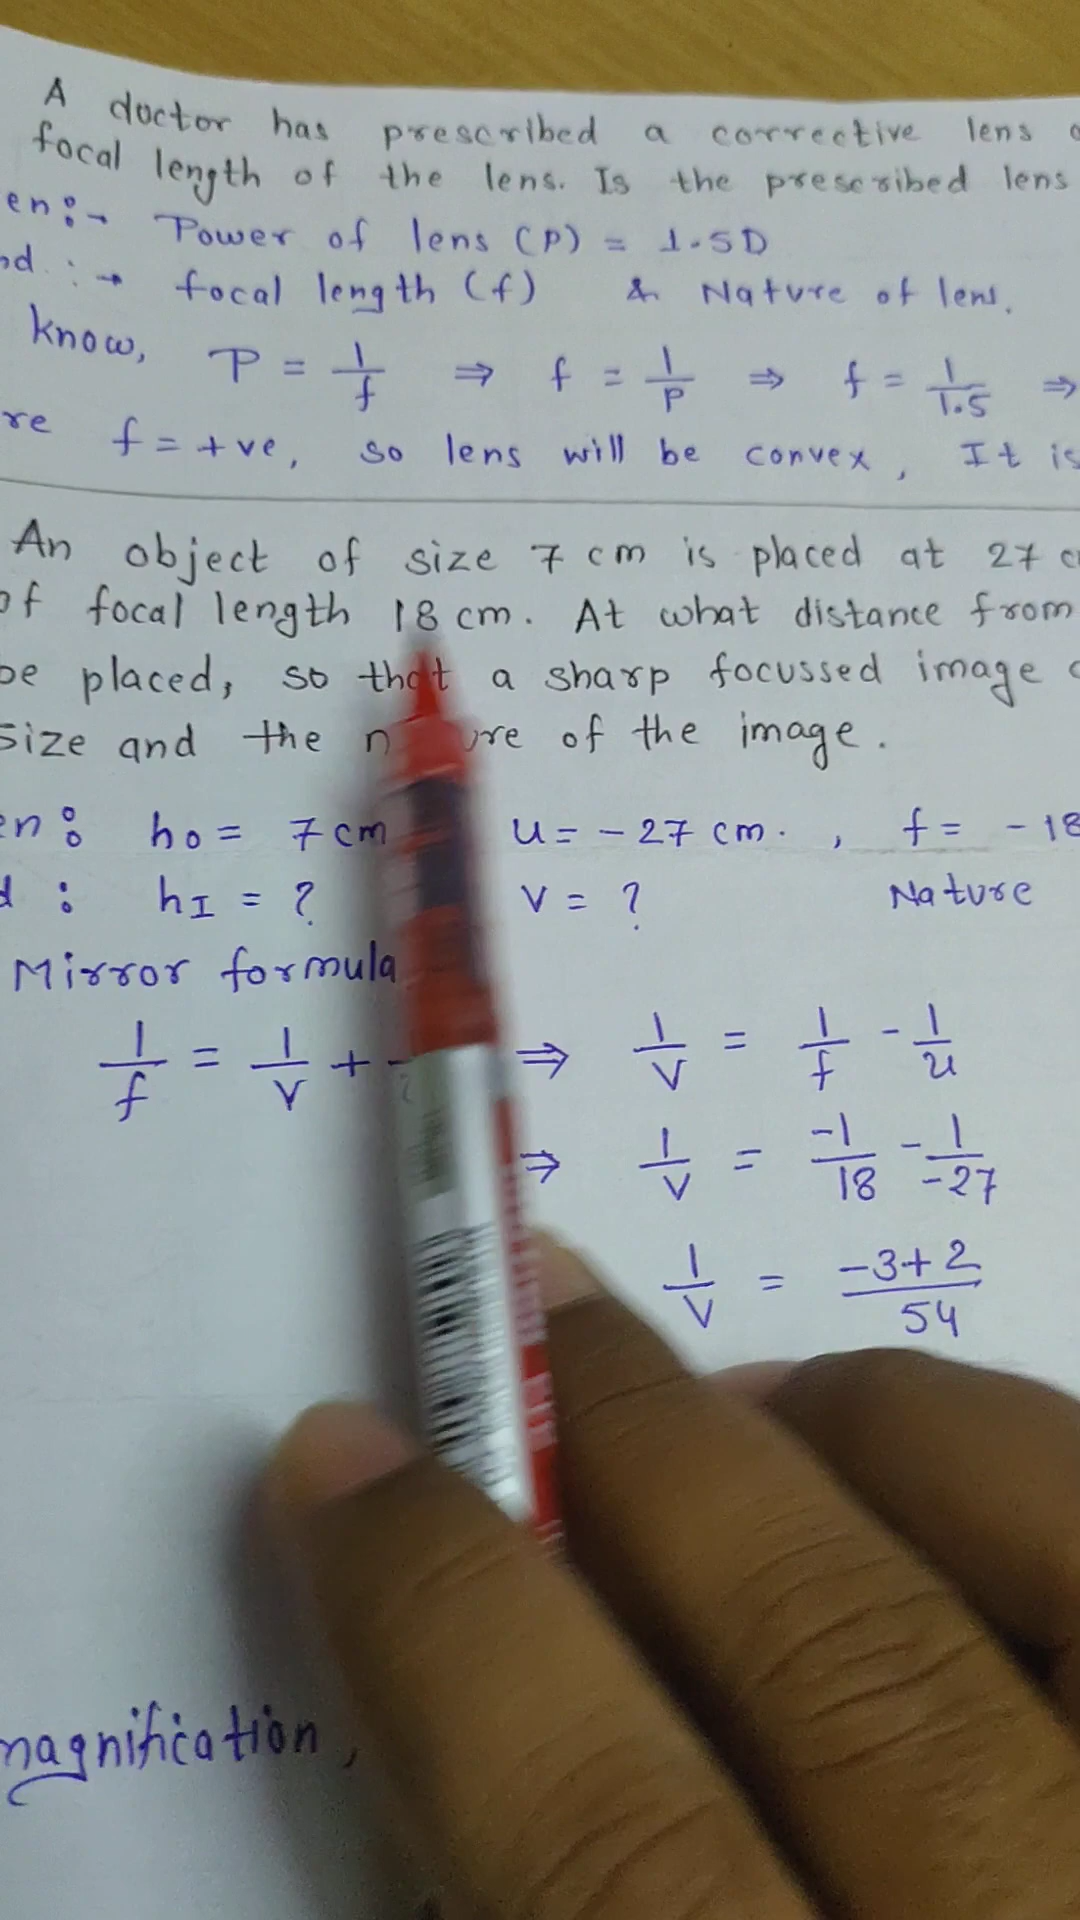 A doctor has prescribed a corrective lens
focal length of the lens. Is the prescribed lens
en:- Power of lens (P) = 1.5D
nd :→ focal length (f) & Nature of lens.
know, P = 1/f ⇒ f = 1/P ⇒ f = 1/1.5 ⇒
re f = +ve, so lens will be convex, It is
An object of size 7 cm is placed at 27 c
of focal length 18 cm. At what distance from
be placed, so that a sharp focussed image
size and the n ure of the image.
en: ho = 7 cm u = -27 cm. , f = -18
d : hI = ? v = ? Nature
Mirror formula
1/f = 1/v + ⇒ 1/v = 1/f - 1/u
⇒ 1/v = -1/18 - 1/-27
1/v = -3+2/54
magnification,